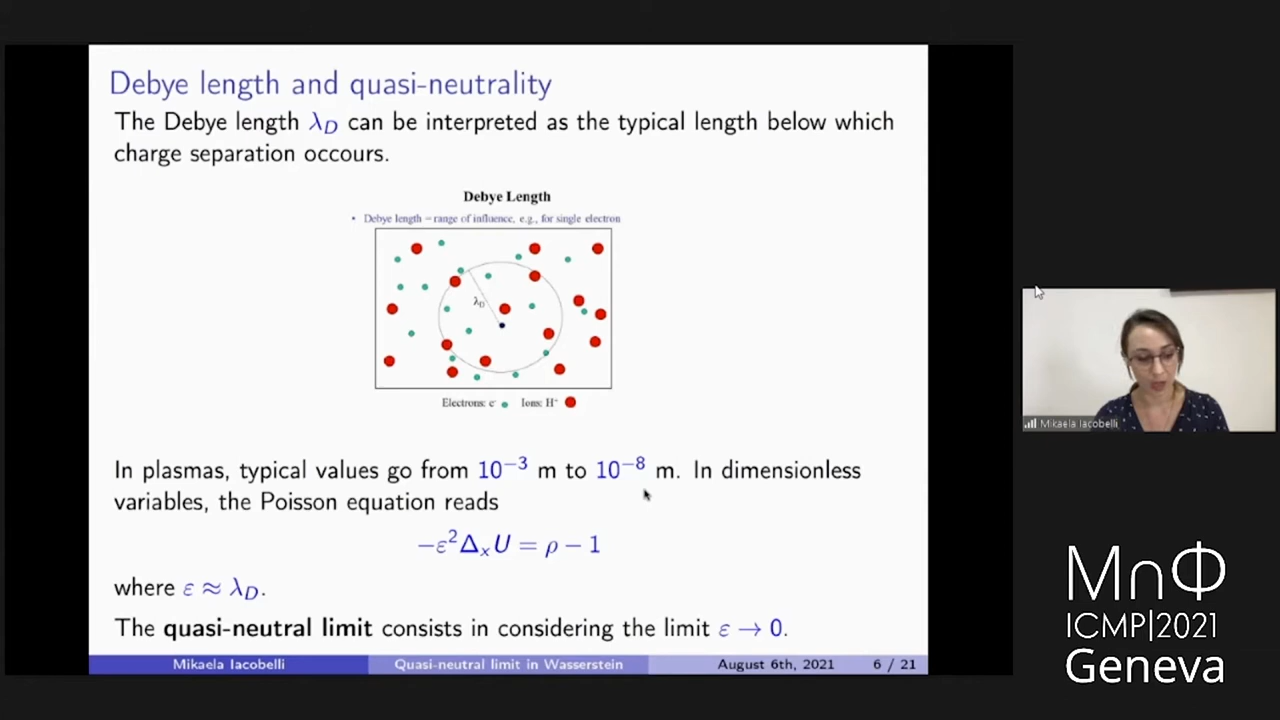 Debye length and quasi-neutrality
The Debye length λ_D can be interpreted as the typical length below which
charge separation occours.
Debye Length
• Debye length = range of influence, e.g., for single electron
λ_D
Electrons: e⁻ Ions: H⁺
In plasmas, typical values go from 10⁻³ m to 10⁻⁸ m. In dimensionless
variables, the Poisson equation reads
−ε²ΔₓU = ρ − 1
where ε ≈ λ_D.
The quasi-neutral limit consists in considering the limit ε → 0.
Mikaela Iacobelli Quasi-neutral limit in Wasserstein August 6th, 2021 6 / 21
Mikaela Iacobelli
M∩Φ
ICMP|2021
Geneva